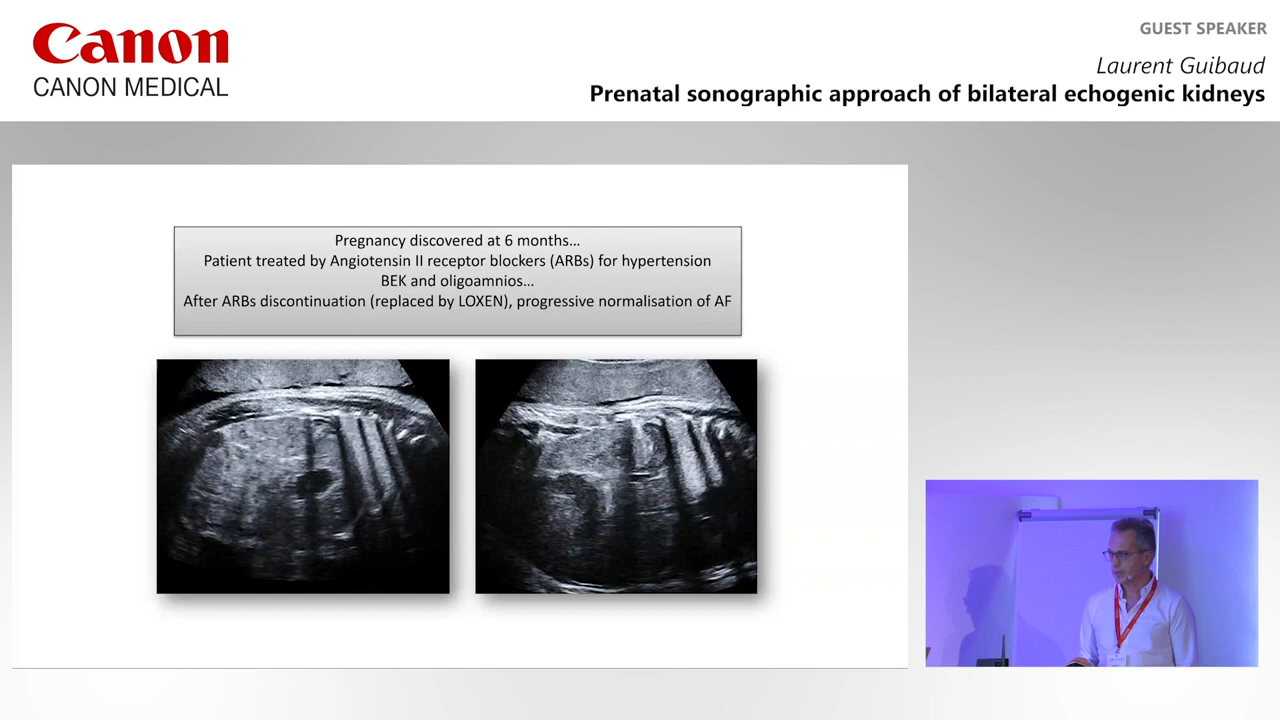 Canon
CANON MEDICAL
GUEST SPEAKER
Laurent Guibaud
Prenatal sonographic approach of bilateral echogenic kidneys
Pregnancy discovered at 6 months...
Patient treated by Angiotensin II receptor blockers (ARBs) for hypertension
BEK and oligoamnios...
After ARBs discontinuation (replaced by LOXEN), progressive normalisation of AF